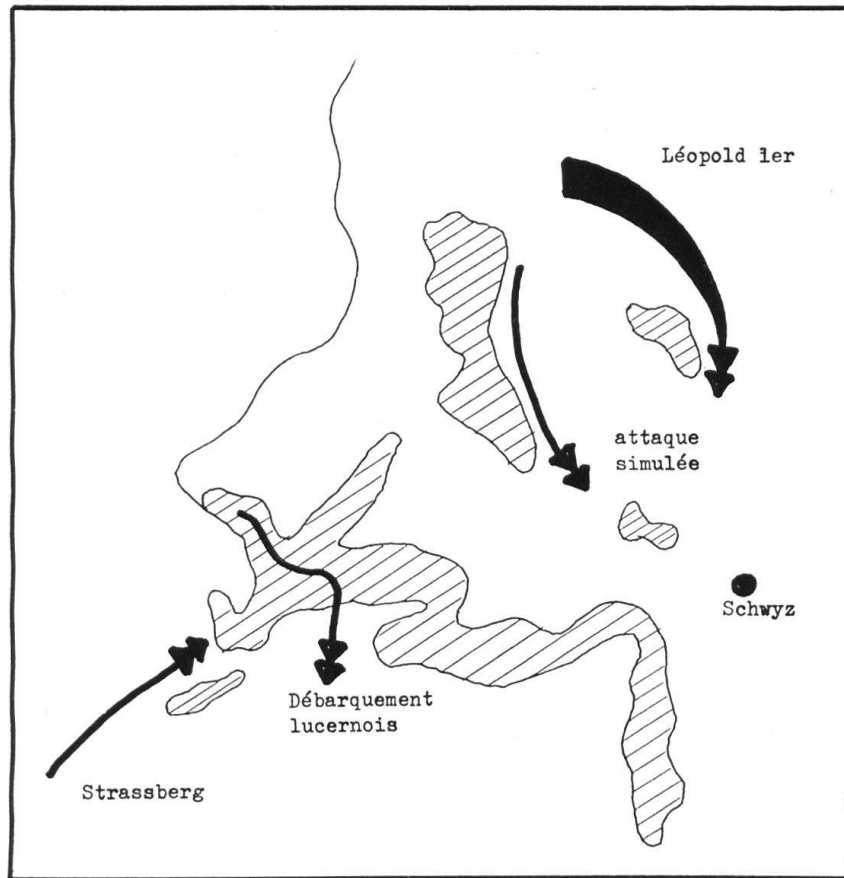 Léopold 1er
attaque
simulée
Schwyz
Débarquement
lucernois
Strassberg